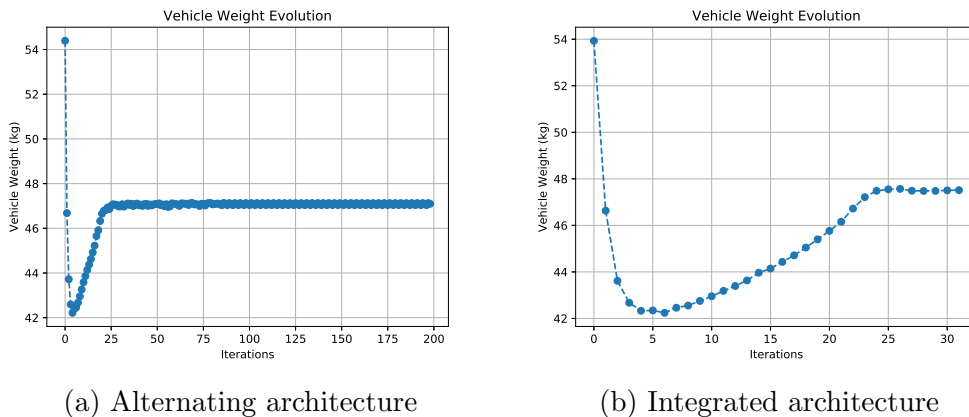 Vehicle Weight Evolution
54
52
50
48
46
44
42
Vehicle Weight (kg)
0 25 50 75 100 125 150 175 200
Iterations
(a) Alternating architecture
Vehicle Weight Evolution
54
52
50
48
46
44
42
Vehicle Weight (kg)
0 5 10 15 20 25 30
Iterations
(b) Integrated architecture